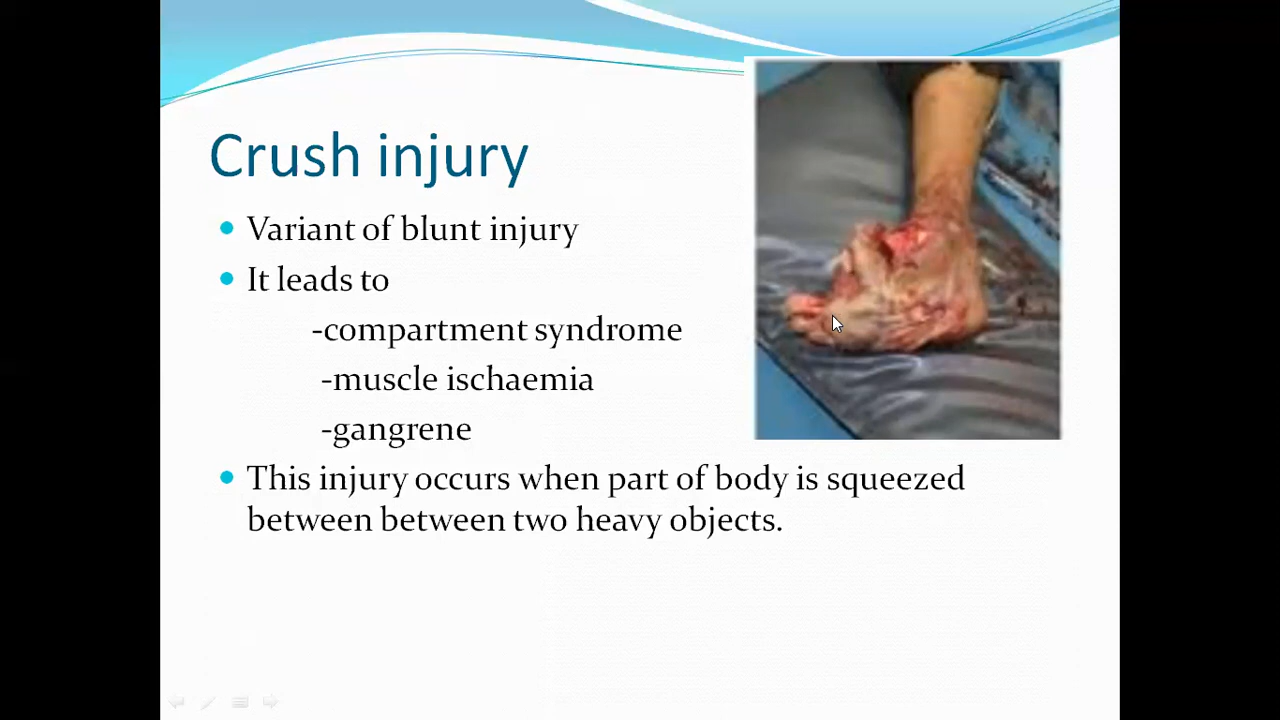 Crush injury
Variant of blunt injury
It leads to
-compartment syndrome
-muscle ischaemia
-gangrene
This injury occurs when part of body is squeezed
between between two heavy objects.